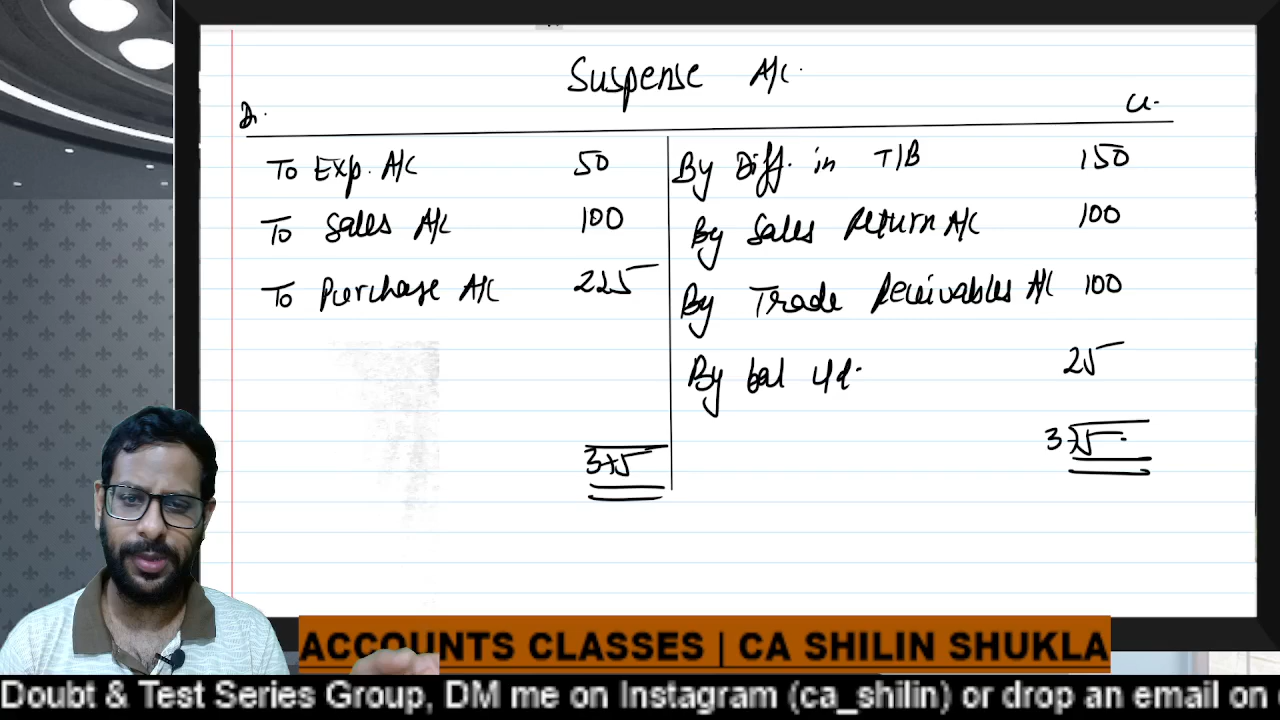 Suspense A/c.
Dr. Cr.
To Exp. A/c 50 By Diff. in T/B 150
To Sales A/c 100 By Sales Return A/c 100
To Purchase A/c 225 By Trade Receivables A/c 100
By bal c/d. 25
375 375
ACCOUNTS CLASSES | CA SHILIN SHUKLA
Doubt & Test Series Group, DM me on Instagram (ca_shilin) or drop an email on